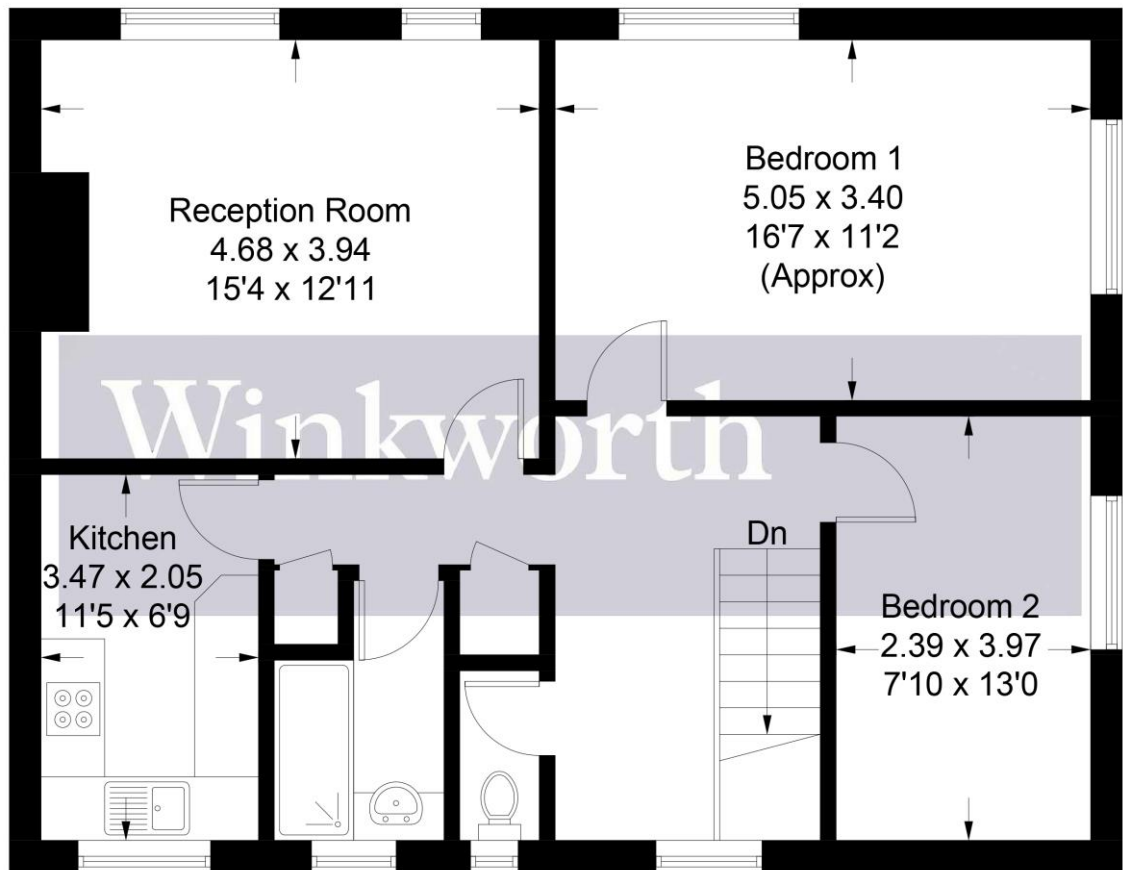 Reception Room
4.68 x 3.94
15'4 x 12'11
Bedroom 1
5.05 x 3.40
16'7 x 11'2
(Approx)
Winkworth
Kitchen
3.47 x 2.05
11'5 x 6'9
Dn
Bedroom 2
2.39 x 3.97
7'10 x 13'0